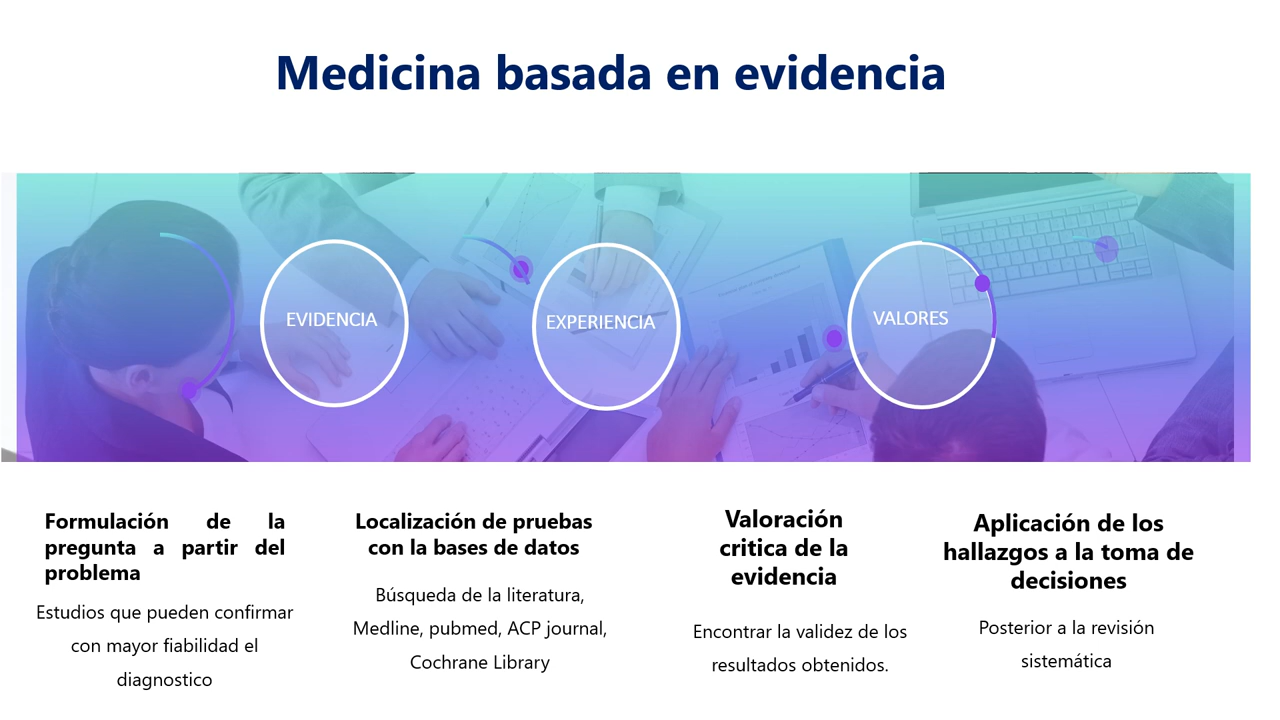 Medicina basada en evidencia
EVIDENCIA
EXPERIENCIA
VALORES
Formulación de la
pregunta a partir del
problema
Estudios que pueden confirmar
con mayor fiabilidad el
diagnostico
Localización de pruebas
con la bases de datos
Búsqueda de la literatura,
Medline, pubmed, ACP journal,
Cochrane Library
Valoración
critica de la
evidencia
Encontrar la validez de los
resultados obtenidos.
Aplicación de los
hallazgos a la toma de
decisiones
Posterior a la revisión
sistemática